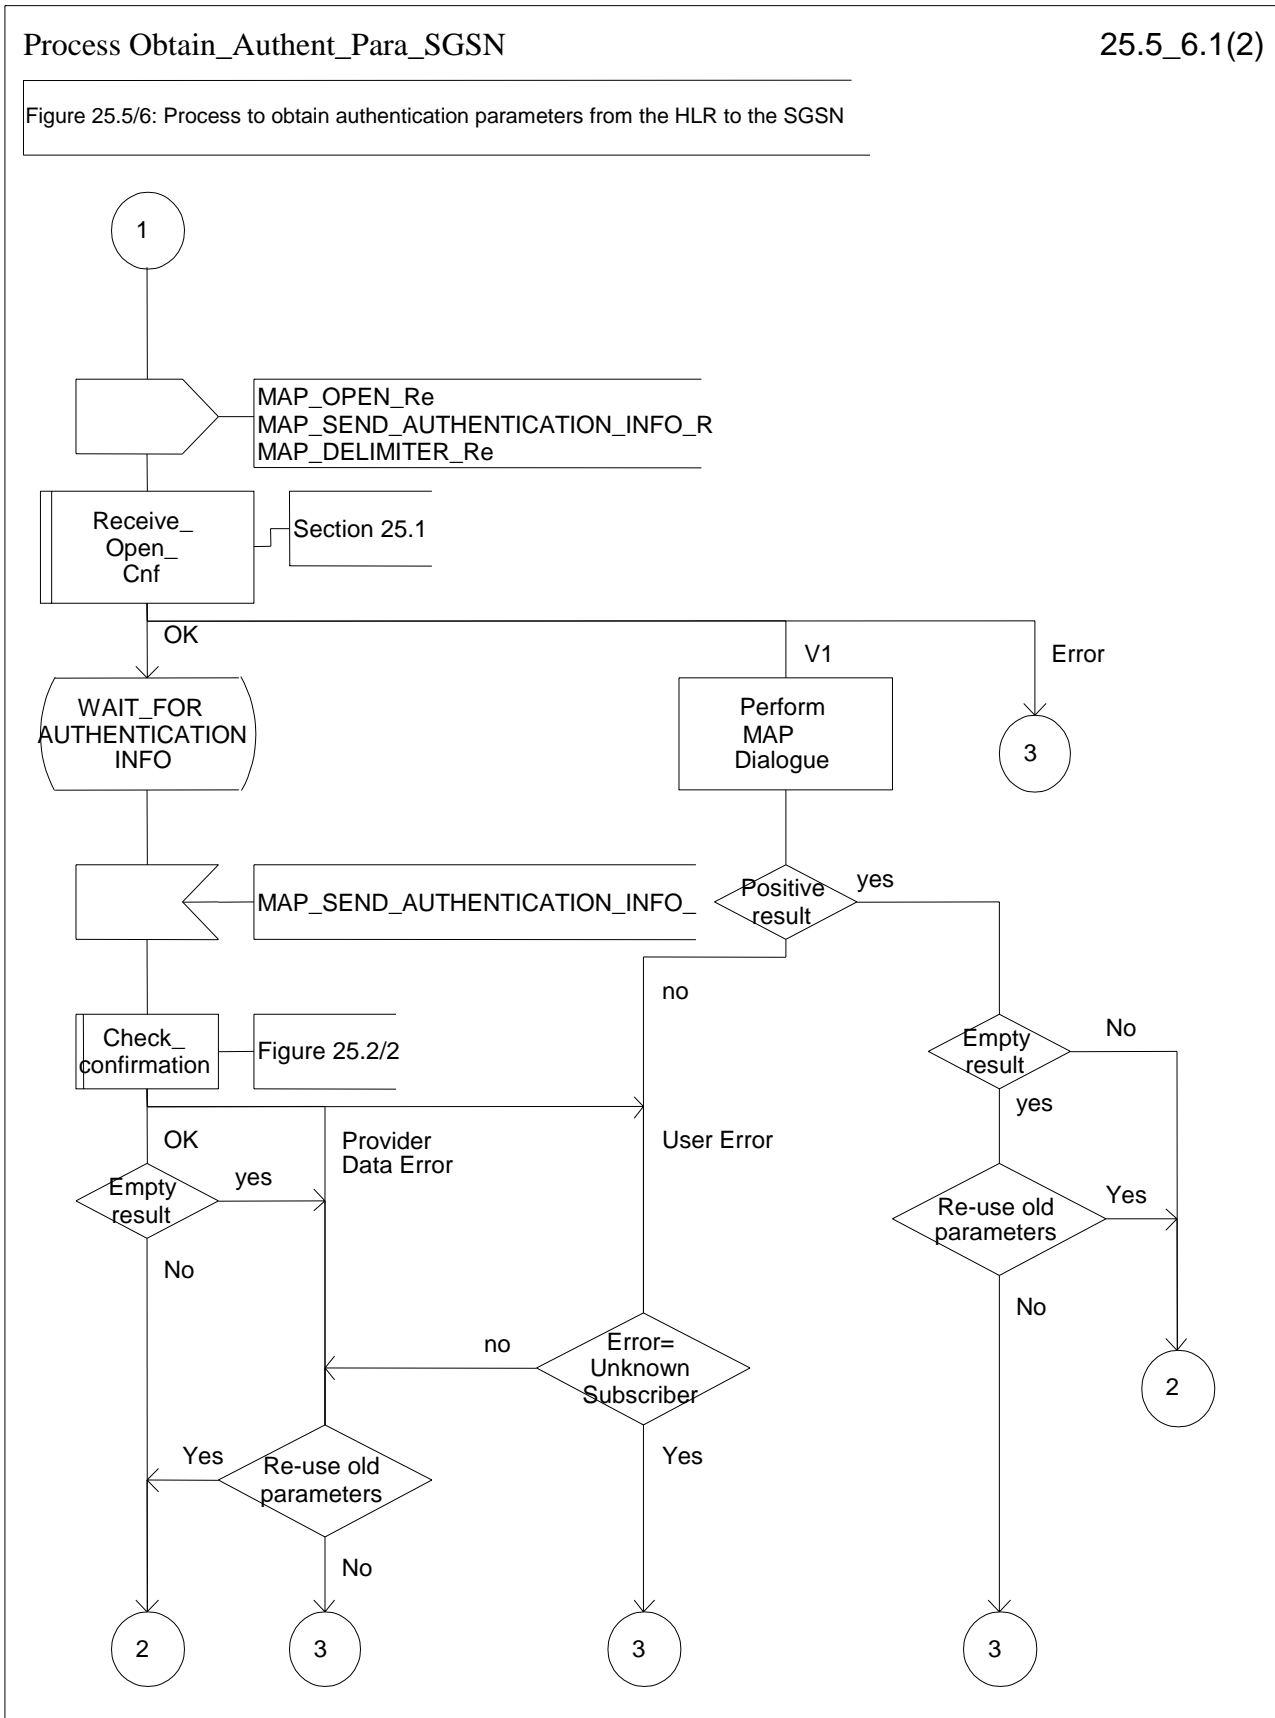 Process Obtain_Authent_Para_SGSN
25.5_6.1(2)
Figure 25.5/6: Process to obtain authentication parameters from the HLR to the SGSN
1
MAP_OPEN_Re
MAP_SEND_AUTHENTICATION_INFO_R
MAP_DELIMITER_Re
Receive_
Open_
Cnf
Section 25.1
OK
V1
Error
WAIT_FOR
AUTHENTICATION
INFO
Perform
MAP
Dialogue
3
MAP_SEND_AUTHENTICATION_INFO_
Positive
result
yes
no
Check_
confirmation
Figure 25.2/2
Empty
result
No
yes
OK
Provider
Data Error
User Error
Empty
result
yes
No
Re-use old
parameters
Yes
No
no
Error=
Unknown
Subscriber
Yes
2
Yes
Re-use old
parameters
No
2
3
3
3